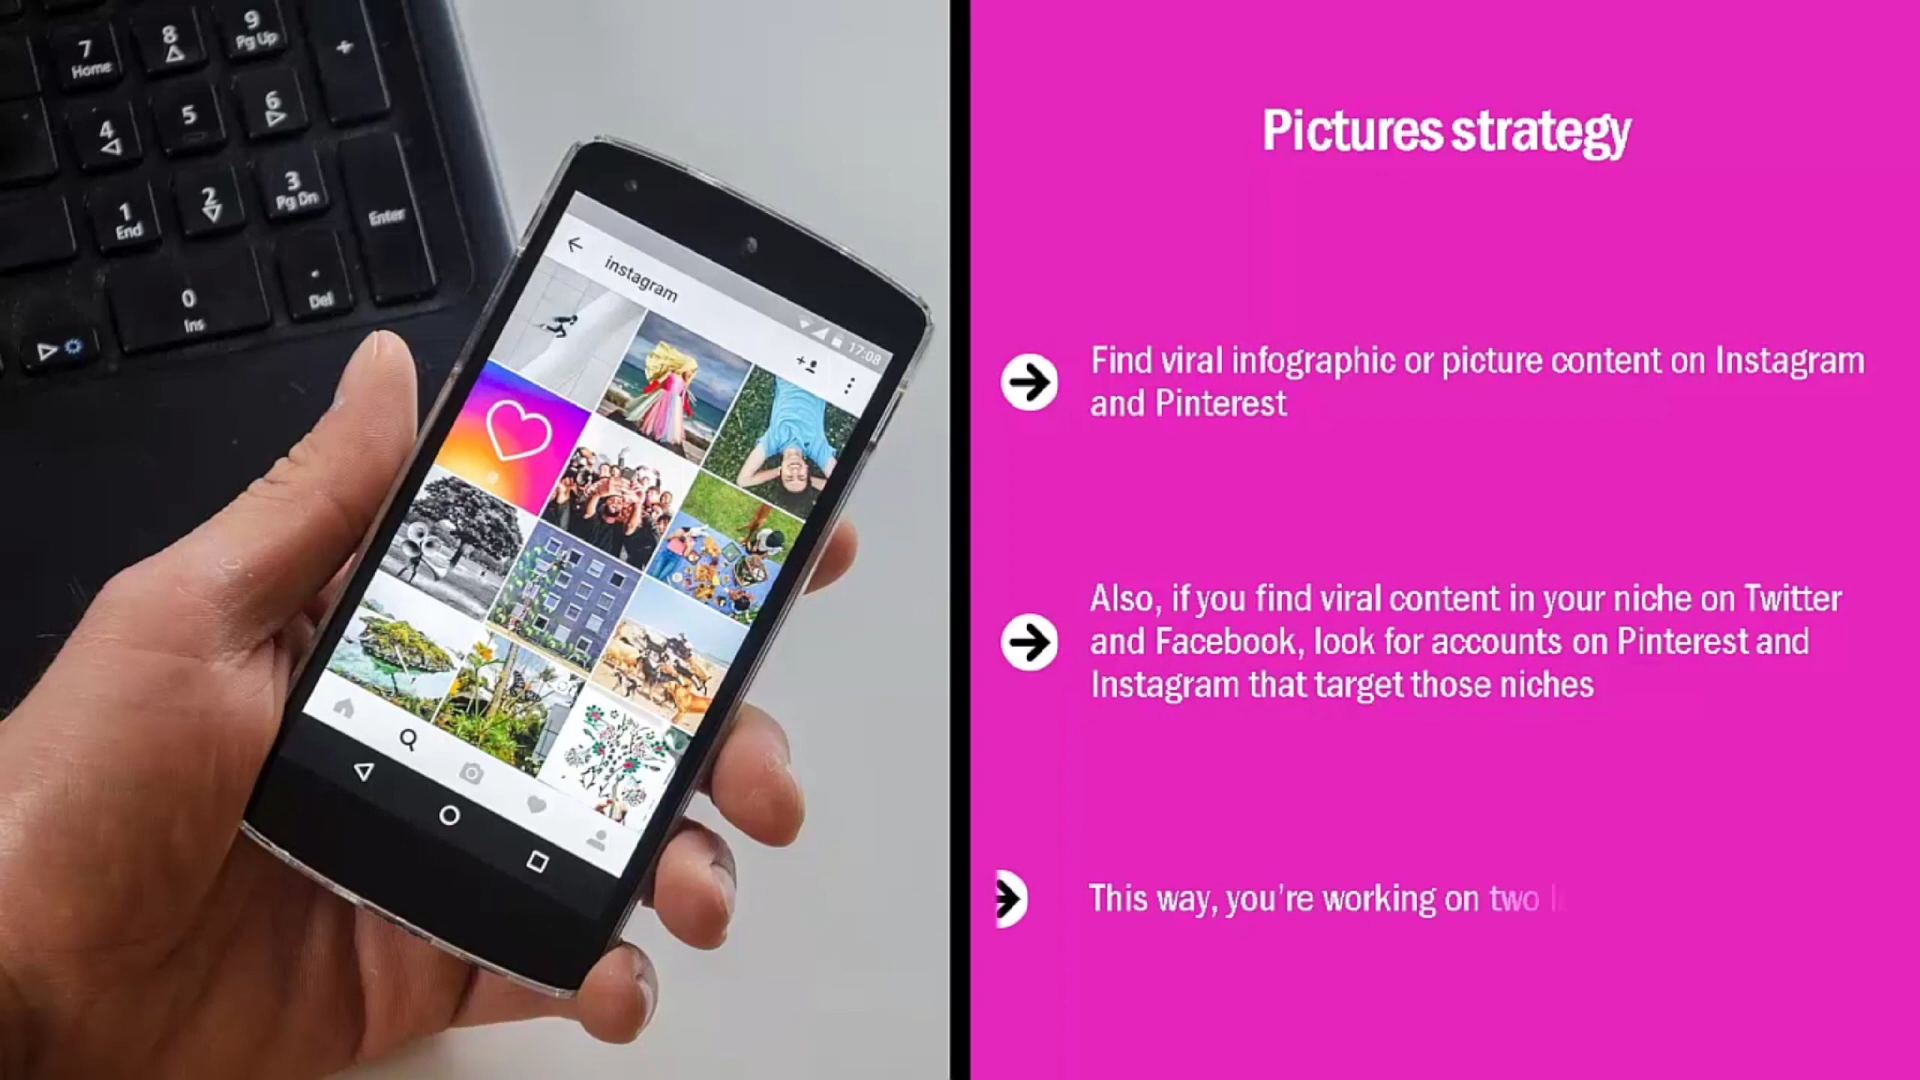 7
Home
8
9
Pg Up
+
4
5
6
1
End
2
3
Pg Dn
Enter
0
Ins
.
Del
instagram
17:08
Pictures strategy
Find viral infographic or picture content on Instagram
and Pinterest
Also, if you find viral content in your niche on Twitter
and Facebook, look for accounts on Pinterest and
Instagram that target those niches
This way, you're working on two